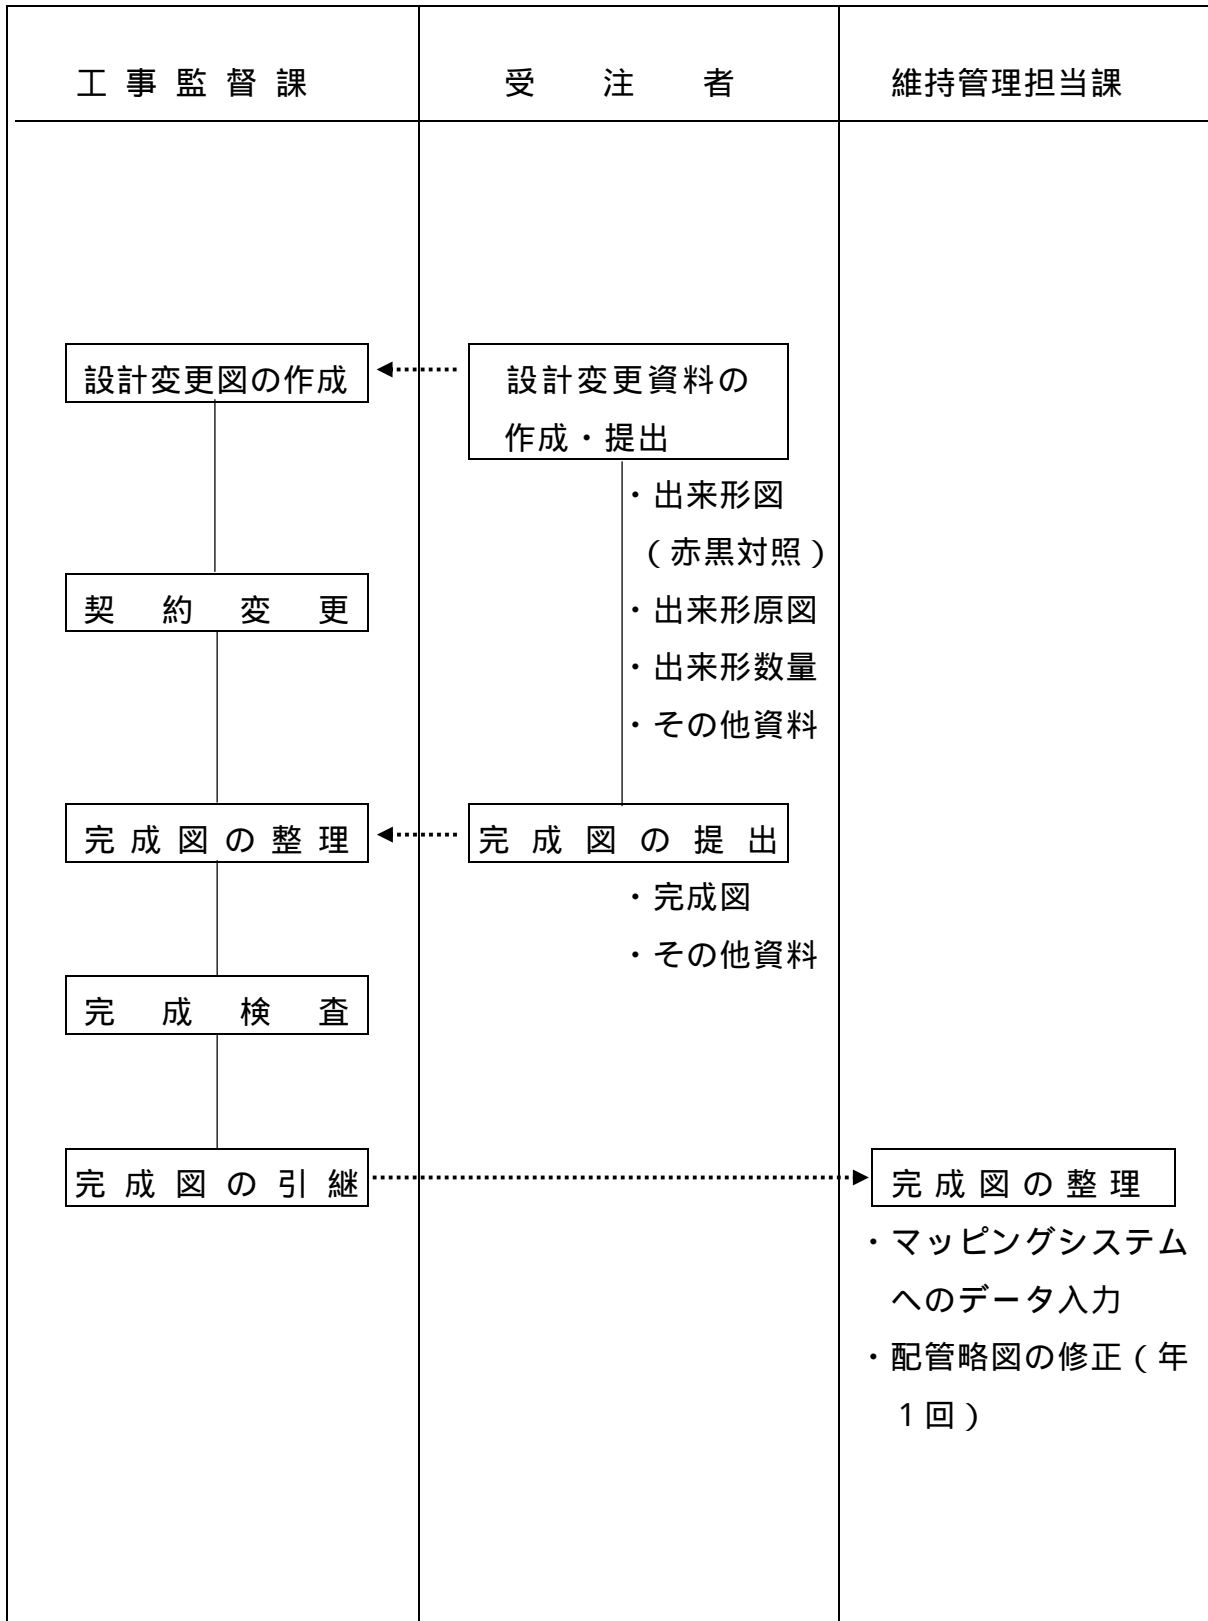 工事監督課
受注者
維持管理担当課
設計変更図の作成
設計変更資料の
作成・提出
・出来形図
（赤黒対照）
契約変更
・出来形原図
・出来形数量
・その他資料
完成図の整理
完成図の提出
・完成図
・その他資料
完成検査
完成図の引継
完成図の整理
・マッピングシステム
へのデータ入力
・配管略図の修正（年
１回）